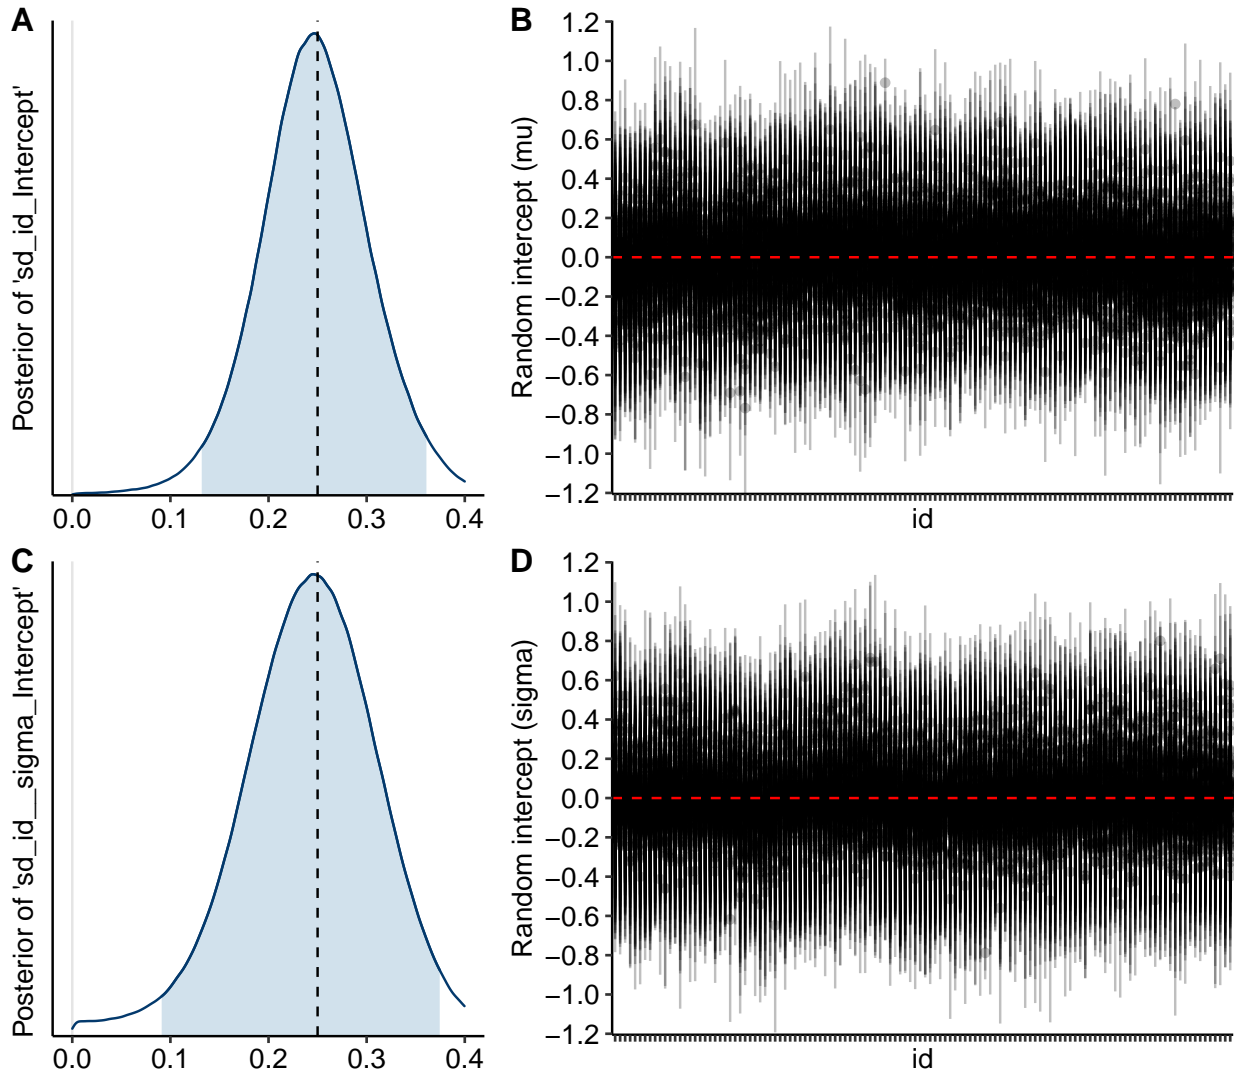 A
Posterior of 'sd_id_Intercept'
0.0 0.1 0.2 0.3 0.4
B
Random intercept (mu)
1.2
1.0
0.8
0.6
0.4
0.2
0.0
−0.2
−0.4
−0.6
−0.8
−1.0
−1.2
id
C
Posterior of 'sd_id__sigma_Intercept'
0.0 0.1 0.2 0.3 0.4
D
Random intercept (sigma)
1.2
1.0
0.8
0.6
0.4
0.2
0.0
−0.2
−0.4
−0.6
−0.8
−1.0
−1.2
id